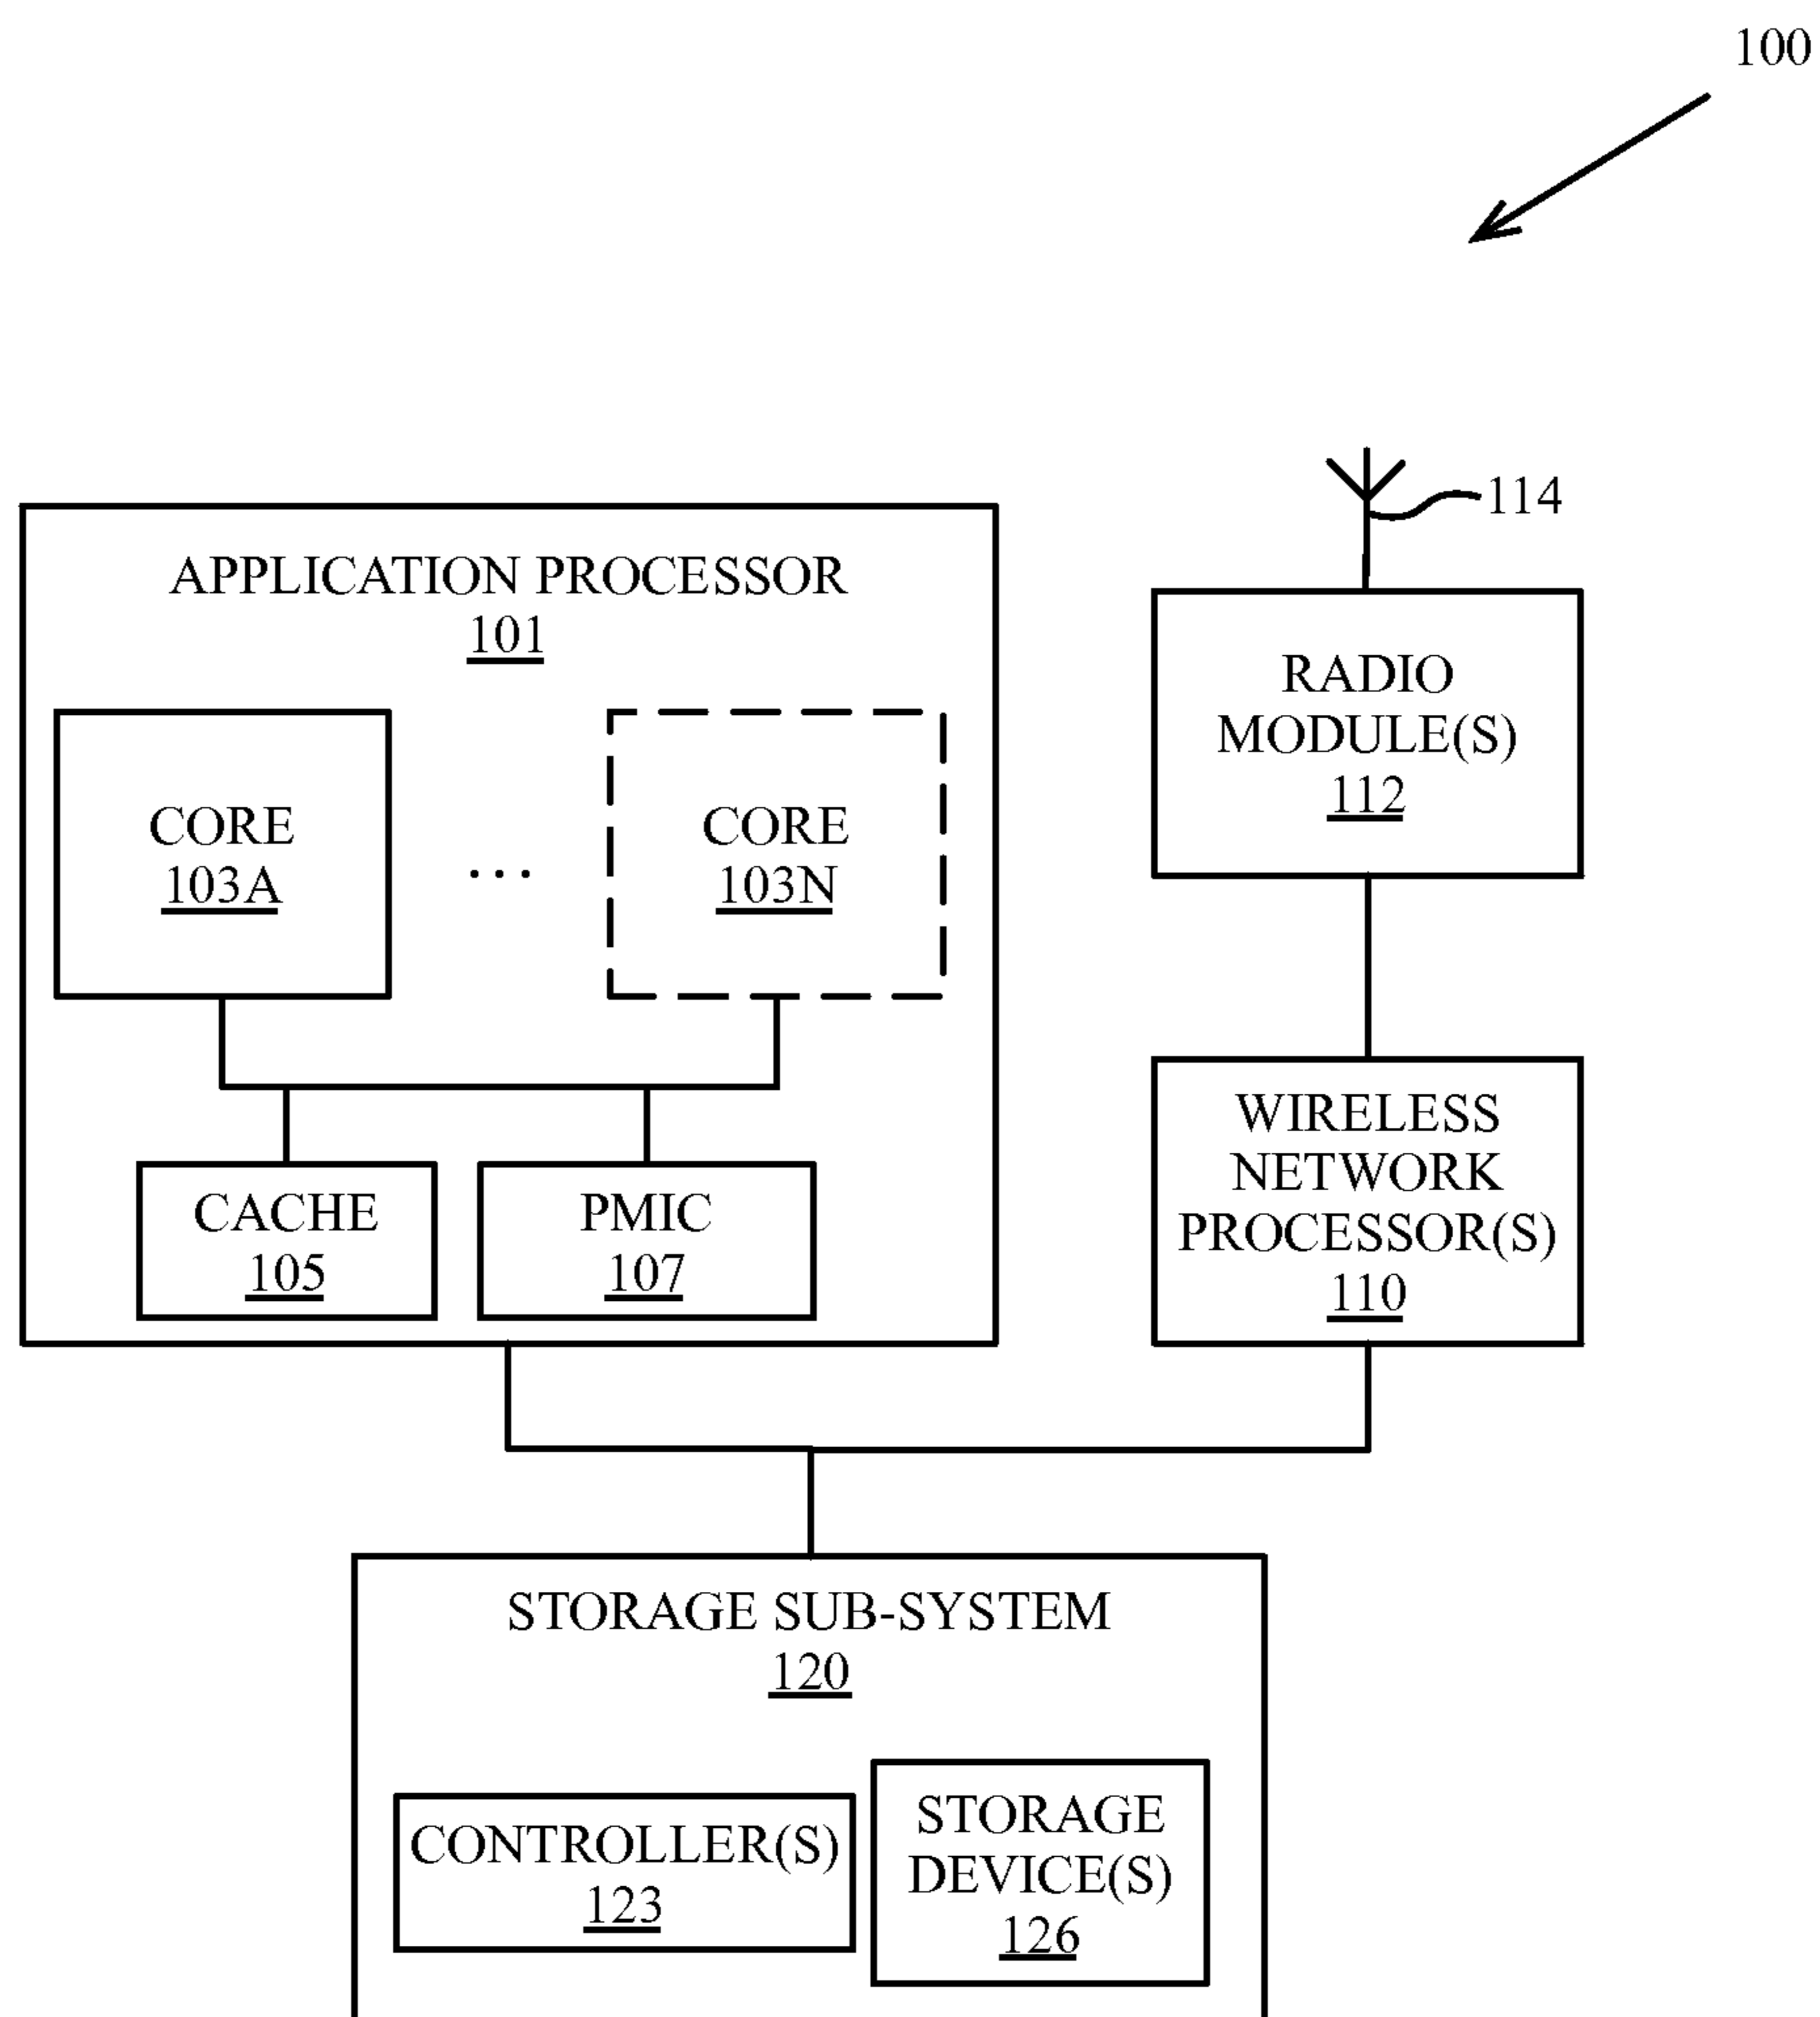 100
114
APPLICATION PROCESSOR
101
CORE
103A
...
CORE
103N
CACHE
105
PMIC
107
RADIO
MODULE(S)
112
WIRELESS
NETWORK
PROCESSOR(S)
110
STORAGE SUB-SYSTEM
120
CONTROLLER(S)
123
STORAGE
DEVICE(S)
126